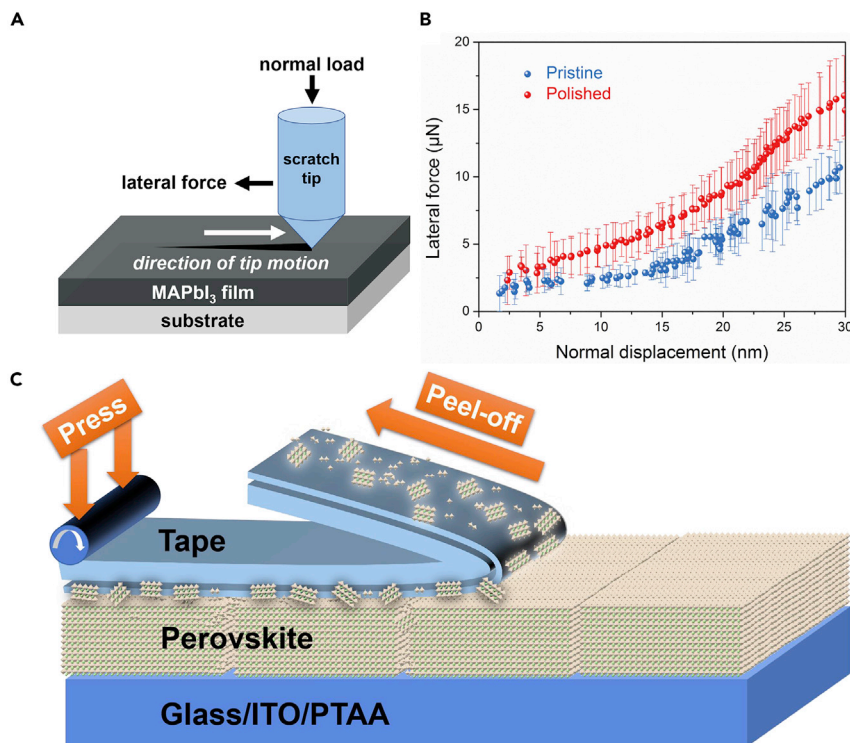 A
normal load
scratch
tip
lateral force
direction of tip motion
MAPbI₃ film
substrate
B
20
15
10
5
0
Lateral force (μN)
Pristine
Polished
0 5 10 15 20 25 30
Normal displacement (nm)
C
Press
Peel-off
Tape
Perovskite
Glass/ITO/PTAA